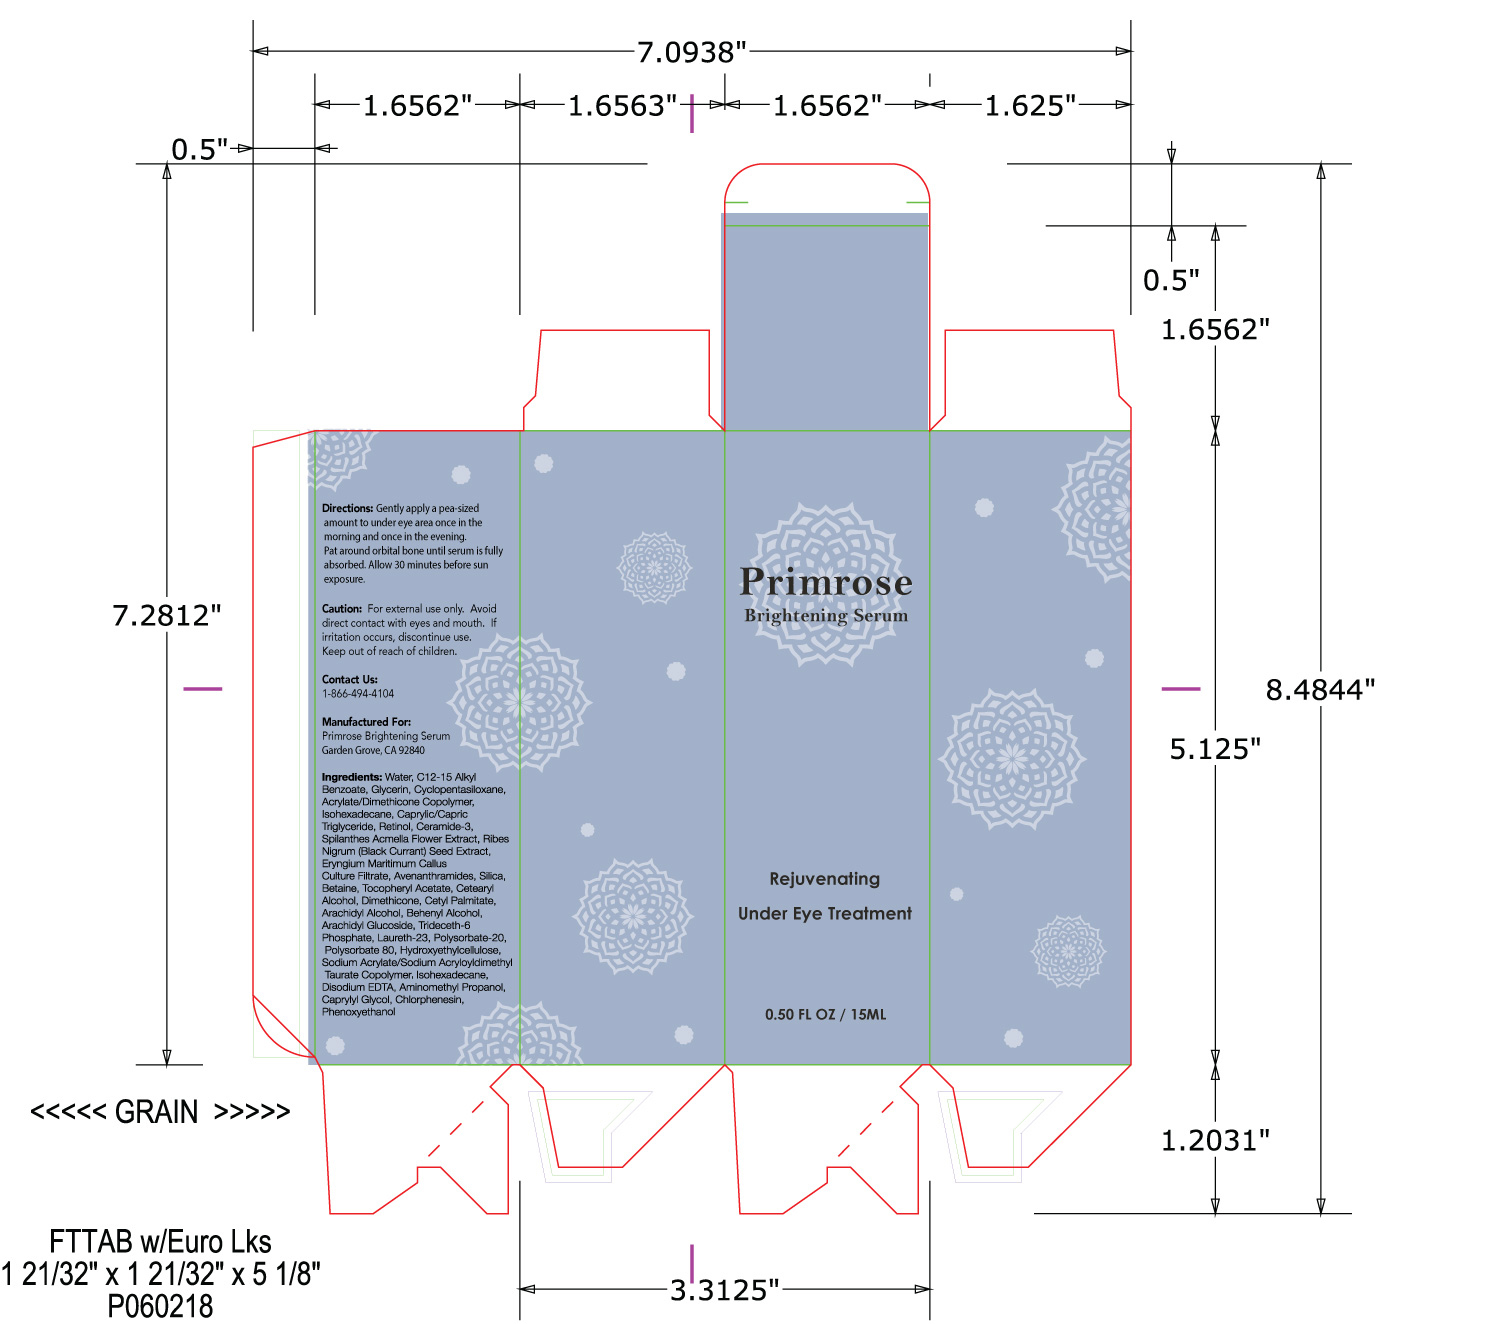 7.0938"
1.6562"
1.6563"
1.6562"
1.625"
0.5"
0.5"
1.6562"
7.2812"
8.4844"
5.125"
1.2031"
3.3125"
Directions: Gently apply a pea-sized
amount to under eye area once in the
morning and once in the evening.
Pat around orbital bone until serum is fully
absorbed. Allow 30 minutes before sun
exposure.
Caution: For external use only. Avoid
direct contact with eyes and mouth. If
irritation occurs, discontinue use.
Keep out of reach of children.
Contact Us:
1-866-494-4104
Manufactured For:
Primrose Brightening Serum
Garden Grove, CA 92840
Ingredients: Water, C12-15 Alkyl
Benzoate, Glycerin, Cyclopentasiloxane,
Acrylate/Dimethicone Copolymer,
Isohexadecane, Caprylic/Capric
Triglyceride, Retinol, Ceramide-3,
Spilanthes Acmella Flower Extract, Ribes
Nigrum (Black Currant) Seed Extract,
Eryngium Maritimum Callus
Culture Filtrate, Avenanthramides, Silica,
Betaine, Tocopheryl Acetate, Cetearyl
Alcohol, Dimethicone, Cetyl Palmitate,
Arachidyl Alcohol, Behenyl Alcohol,
Arachidyl Glucoside, Trideceth-6
Phosphate, Laureth-23, Polysorbate-20,
Polysorbate 80, Hydroxyethylcellulose,
Sodium Acrylate/Sodium Acryloyldimethyl
Taurate Copolymer, Isohexadecane,
Disodium EDTA, Aminomethyl Propanol,
Caprylyl Glycol, Chlorphenesin,
Phenoxyethanol
Primrose
Brightening Serum
Rejuvenating
Under Eye Treatment
0.50 FL OZ / 15ML
<<<<< GRAIN >>>>>
FTTAB w/Euro Lks
1 21/32" x 1 21/32" x 5 1/8"
P060218